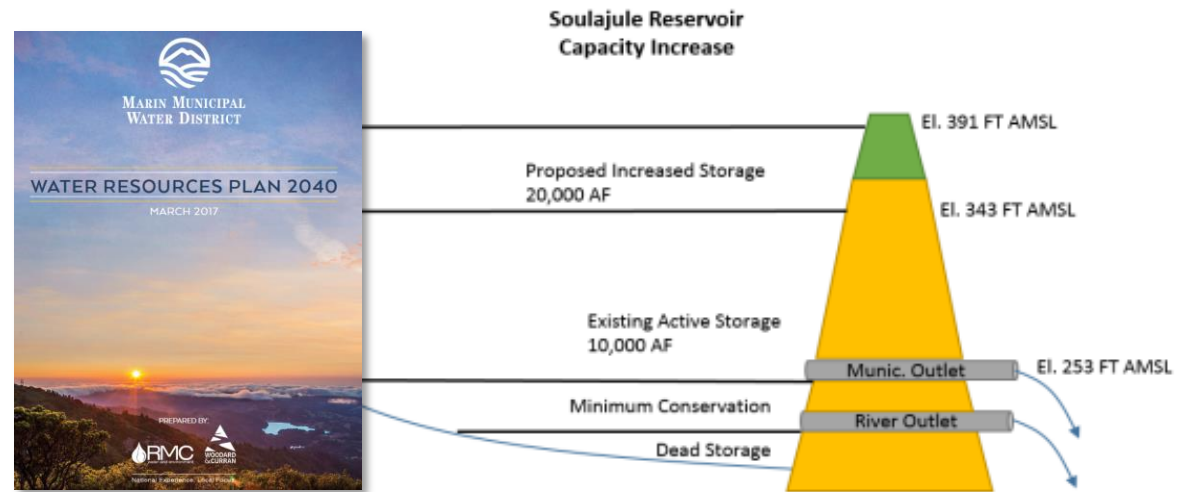 MARIN MUNICIPAL
WATER DISTRICT
WATER RESOURCES PLAN 2040
MARCH 2017
PREPARED BY:
RMC
WOODARD
&CURRAN
Soulajule Reservoir
Capacity Increase
El. 391 FT AMSL
Proposed Increased Storage
20,000 AF
El. 343 FT AMSL
Existing Active Storage
10,000 AF
Munic. Outlet
El. 253 FT AMSL
Minimum Conservation
River Outlet
Dead Storage